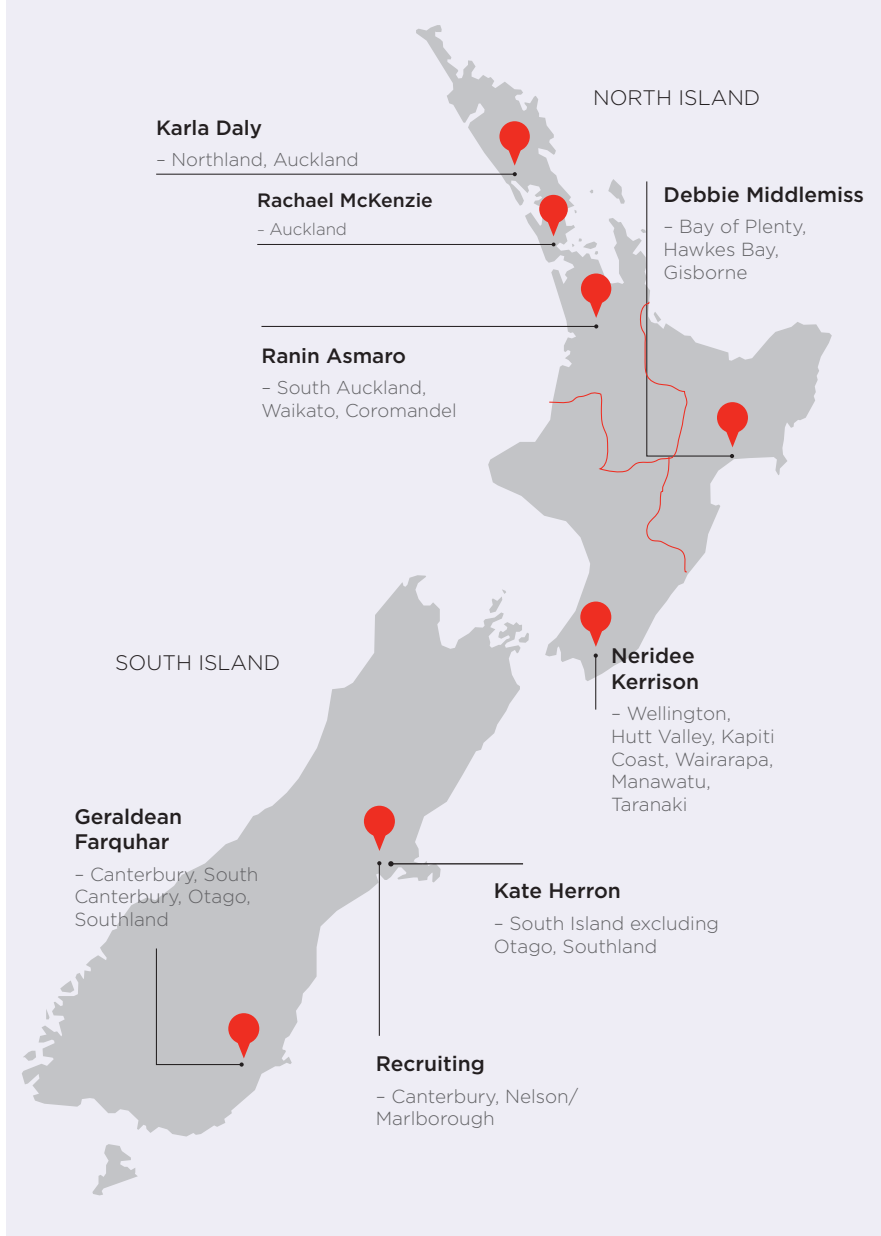 NORTH ISLAND
Karla Daly
– Northland, Auckland
Rachael McKenzie
- Auckland
Debbie Middlemiss
– Bay of Plenty,
Hawkes Bay,
Gisborne
Ranin Asmaro
– South Auckland,
Waikato, Coromandel
SOUTH ISLAND
Neridee
Kerrison
– Wellington,
Hutt Valley, Kapiti
Coast, Wairarapa,
Manawatu,
Taranaki
Geraldean
Farquhar
– Canterbury, South
Canterbury, Otago,
Southland
Kate Herron
– South Island excluding
Otago, Southland
Recruiting
– Canterbury, Nelson/
Marlborough